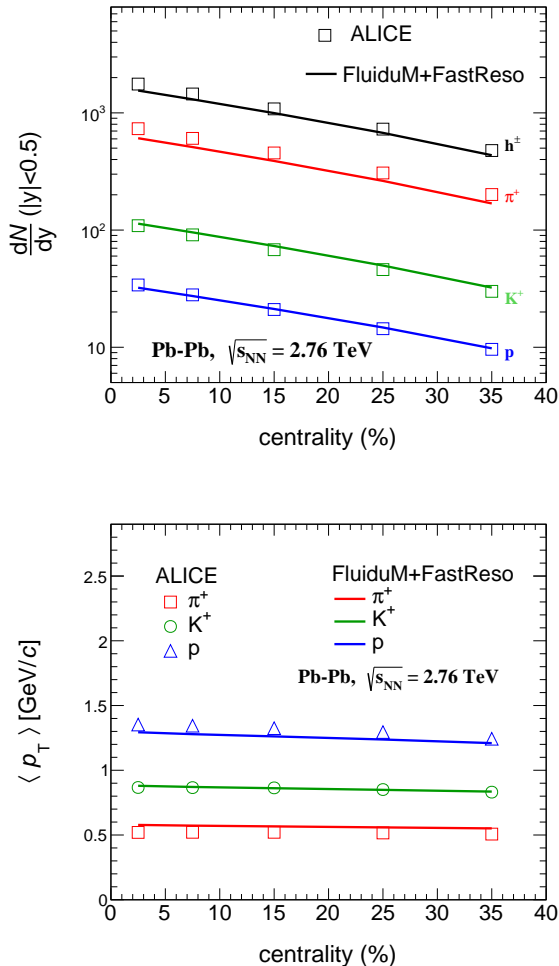 ALICE
FluiduM+FastReso
10³
10²
10
dN/dy (|y|<0.5)
h±
π⁺
K⁺
p
Pb-Pb, √sNN = 2.76 TeV
0 5 10 15 20 25 30 35 40
centrality (%)
2.5
2
1.5
1
0.5
0
⟨ pT ⟩ [GeV/c]
ALICE FluiduM+FastReso
π⁺ π⁺
K⁺ K⁺
p p
Pb-Pb, √sNN = 2.76 TeV
0 5 10 15 20 25 30 35 40
centrality (%)